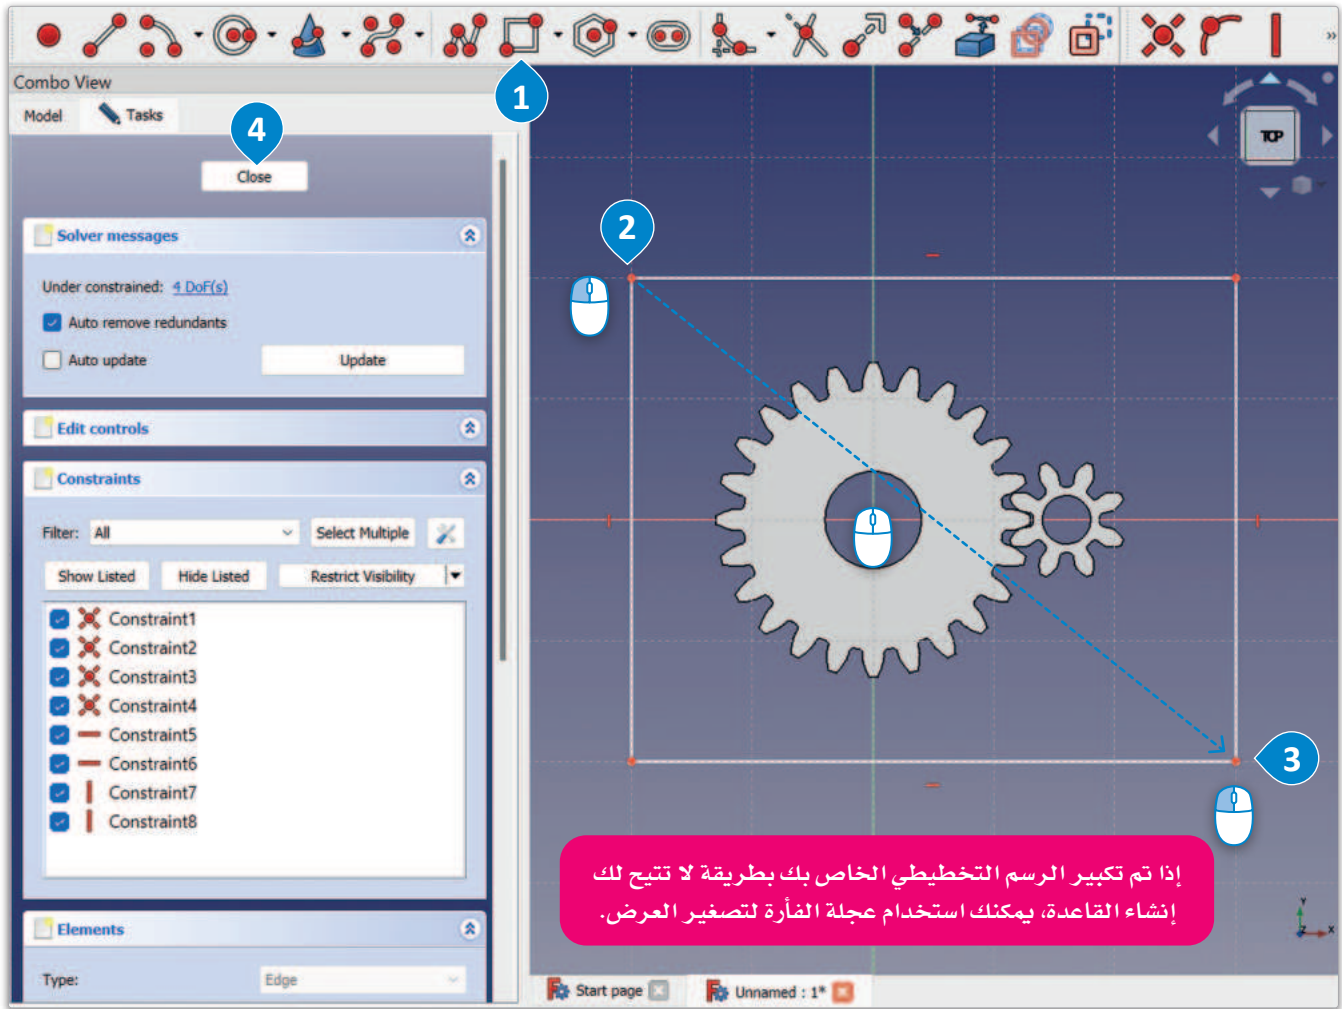 Combo View
Model
Tasks
1
4
Close
Solver messages
Under constrained: 4 DoF(s)
Auto remove redundants
Auto update
Update
Edit controls
Constraints
Filter: All
Select Multiple
Show Listed
Hide Listed
Restrict Visibility
Constraint1
Constraint2
Constraint3
Constraint4
Constraint5
Constraint6
Constraint7
Constraint8
Elements
Type: Edge
TOP
2
3
إذا تم تكبير الرسم التخطيطي الخاص بك بطريقة لا تتيح لك
إنشاء القاعدة، يمكنك استخدام عجلة الفأرة لتصغير العرض.
Y
Z
X
Start page
Unnamed : 1*